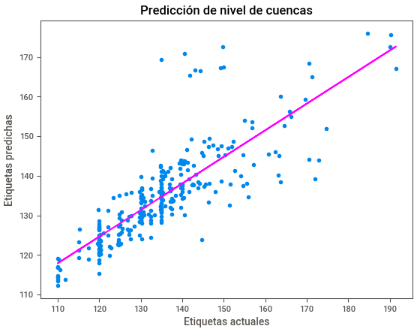 Predicción de nivel de cuencas
Etiquetas predichas
170
160
150
140
130
120
110
110 120 130 140 150 160 170 180 190
Etiquetas actuales